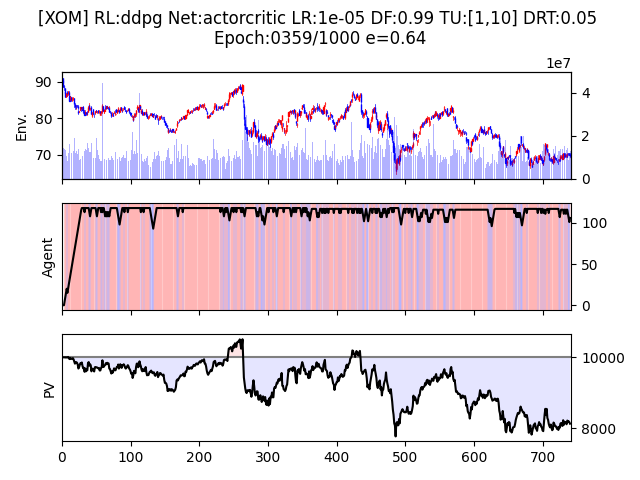 [XOM] RL:ddpg Net:actorcritic LR:1e-05 DF:0.99 TU:[1,10] DRT:0.05
Epoch:0359/1000 e=0.64
1e7
Env.
90
80
70
4
2
0
Agent
100
50
0
PV
10000
8000
0 100 200 300 400 500 600 700